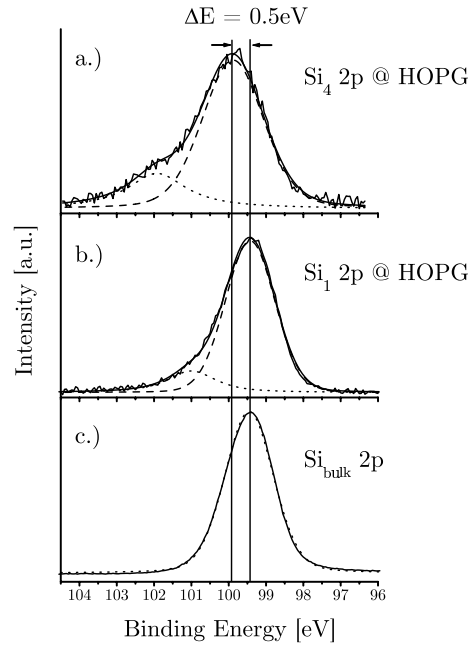 ΔE = 0.5eV
a.)
Si4 2p @ HOPG
b.)
Si1 2p @ HOPG
c.)
Sibulk 2p
Intensity [a.u.]
104 103 102 101 100 99 98 97 96
Binding Energy [eV]